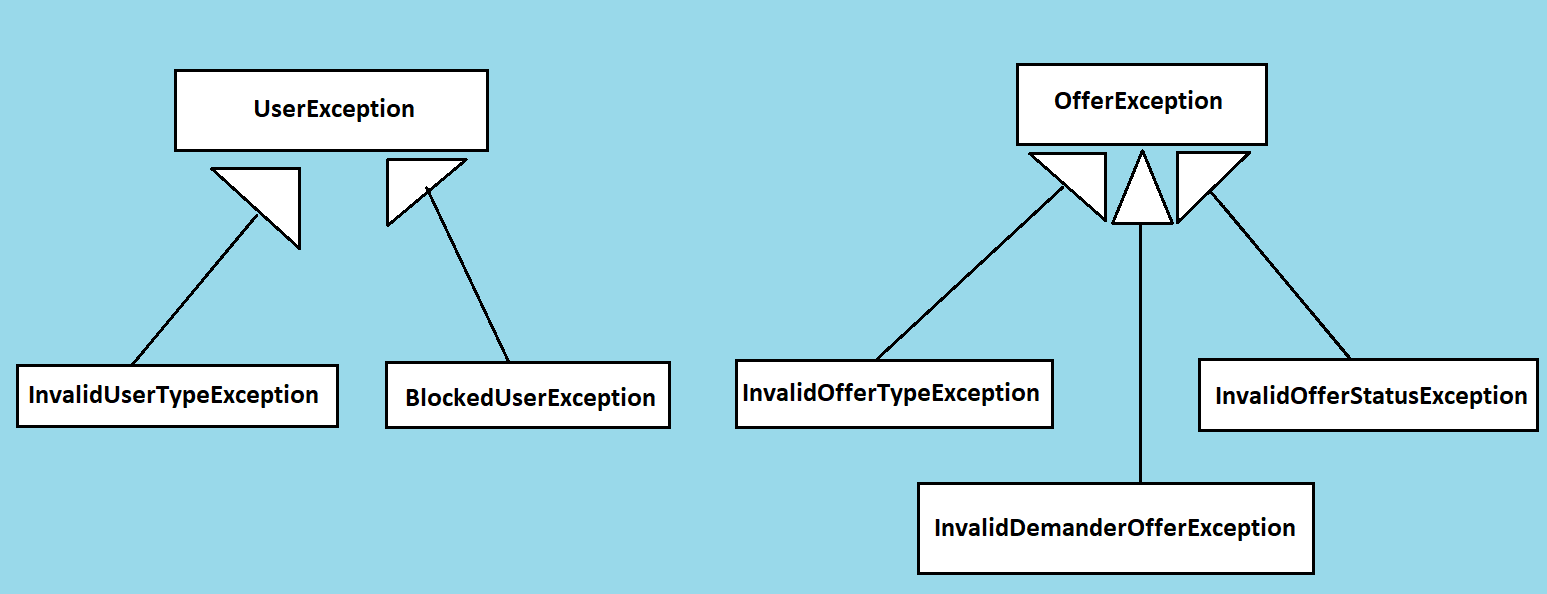 UserException
OfferException
InvalidUserTypeException
BlockedUserException
InvalidOfferTypeException
InvalidOfferStatusException
InvalidDemanderOfferException